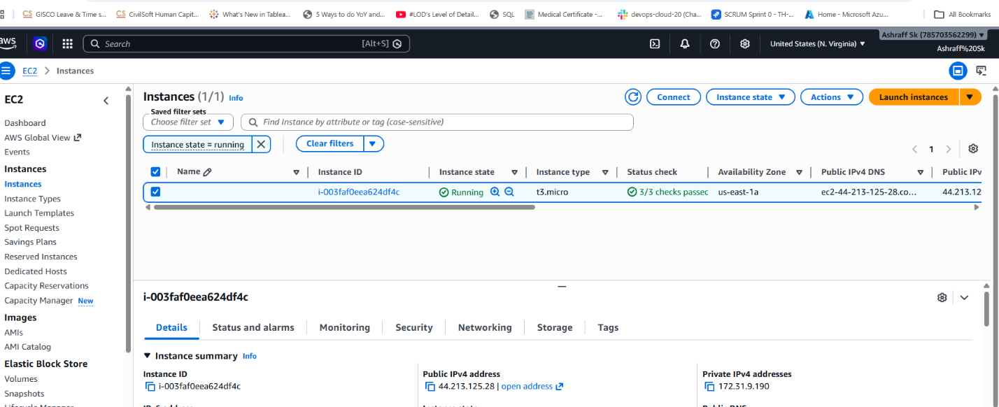 GISCO Leave & Time s... CivilSoft Human Capit... What's New in Tablea... 5 Ways to do YoY and... #LOD's Level of Detail... SQL Medical Certificate -... devops-cloud-20 (Cha... SCRUM Sprint 0 - TH-... Home - Microsoft Azu... All Bookmarks
aws Search [Alt+S] United States (N. Virginia) Ashraff Sk (785703562299)
Ashraff%20Sk
EC2 Instances
EC2
Dashboard
AWS Global View
Events
Instances
Instances
Instance Types
Launch Templates
Spot Requests
Savings Plans
Reserved Instances
Dedicated Hosts
Capacity Reservations
Capacity Manager New
Images
AMIs
AMI Catalog
Elastic Block Store
Volumes
Snapshots
Lifecycle Manager
Instances (1/1) Info Connect Instance state Actions Launch instances
Saved filter sets
Choose filter set Find Instance by attribute or tag (case-sensitive)
Instance state = running Clear filters 1
Name Instance ID Instance state Instance type Status check Availability Zone Public IPv4 DNS Public IPv
i-003faf0eea624df4c Running t3.micro 3/3 checks passec us-east-1a ec2-44-213-125-28.co... 44.213.12
i-003faf0eea624df4c
Details Status and alarms Monitoring Security Networking Storage Tags
Instance summary Info
Instance ID Public IPv4 address Private IPv4 addresses
i-003faf0eea624df4c 44.213.125.28 | open address 172.31.9.190